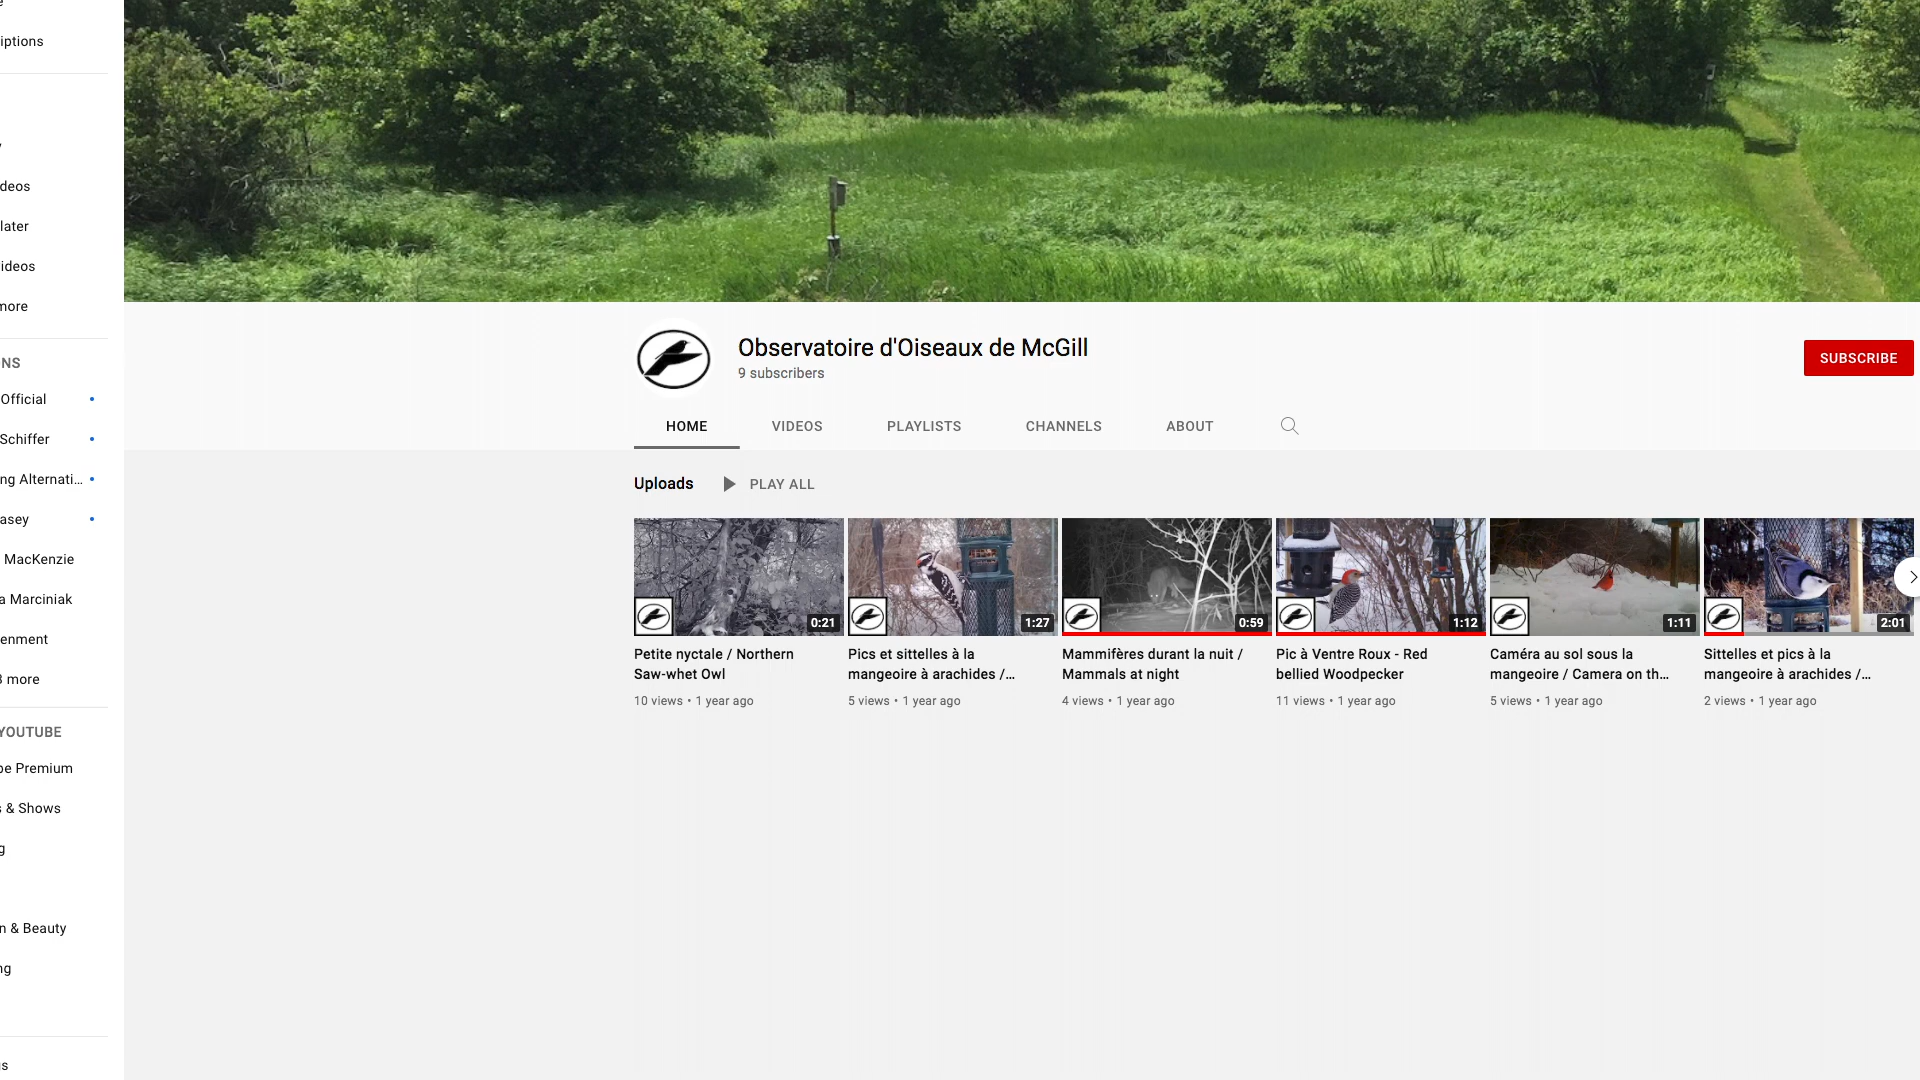 iptions
deos
later
ideos
more
NS
Official
Schiffer
ng Alternati...
asey
MacKenzie
a Marciniak
enment
3 more
YOUTUBE
be Premium
s & Shows
g
n & Beauty
ng
gs
Observatoire d'Oiseaux de McGill
9 subscribers
SUBSCRIBE
HOME VIDEOS PLAYLISTS CHANNELS ABOUT
Uploads PLAY ALL
0:21
Petite nyctale / Northern
Saw-whet Owl
10 views • 1 year ago
1:27
Pics et sittelles à la
mangeoire à arachides /...
5 views • 1 year ago
0:59
Mammifères durant la nuit /
Mammals at night
4 views • 1 year ago
1:12
Pic à Ventre Roux - Red
bellied Woodpecker
11 views • 1 year ago
1:11
Caméra au sol sous la
mangeoire / Camera on th...
5 views • 1 year ago
2:01
Sittelles et pics à la
mangeoire à arachides /...
2 views • 1 year ago